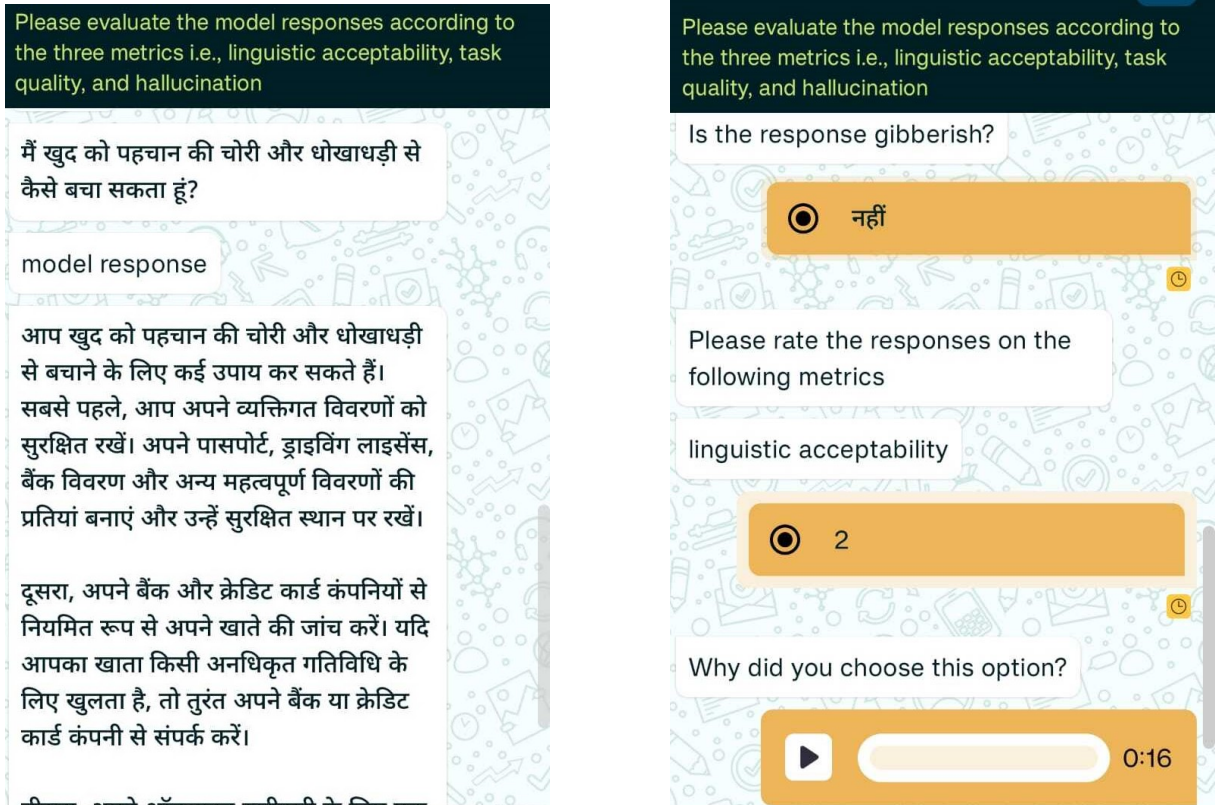 Please evaluate the model responses according to
the three metrics i.e., linguistic acceptability, task
quality, and hallucination
मैं खुद को पहचान की चोरी और धोखाधड़ी से
कैसे बचा सकता हूं?
model response
आप खुद को पहचान की चोरी और धोखाधड़ी
से बचाने के लिए कई उपाय कर सकते हैं।
सबसे पहले, आप अपने व्यक्तिगत विवरणों को
सुरक्षित रखें। अपने पासपोर्ट, ड्राइविंग लाइसेंस,
बैंक विवरण और अन्य महत्वपूर्ण विवरणों की
प्रतियां बनाएं और उन्हें सुरक्षित स्थान पर रखें।
दूसरा, अपने बैंक और क्रेडिट कार्ड कंपनियों से
नियमित रूप से अपने खाते की जांच करें। यदि
आपका खाता किसी अनधिकृत गतिविधि के
लिए खुलता है, तो तुरंत अपने बैंक या क्रेडिट
कार्ड कंपनी से संपर्क करें।
Please evaluate the model responses according to
the three metrics i.e., linguistic acceptability, task
quality, and hallucination
Is the response gibberish?
नहीं
Please rate the responses on the
following metrics
linguistic acceptability
2
Why did you choose this option?
0:16